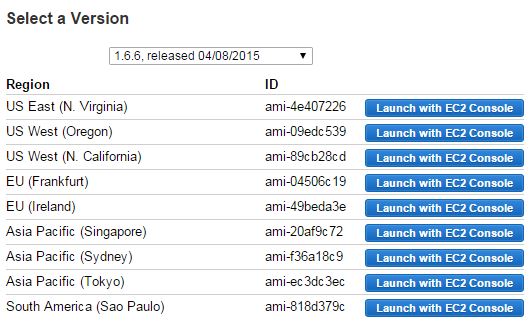 Select a Version
1.6.6, released 04/08/2015
Region ID
US East (N. Virginia) ami-4e407226 Launch with EC2 Console
US West (Oregon) ami-09edc539 Launch with EC2 Console
US West (N. California) ami-89cb28cd Launch with EC2 Console
EU (Frankfurt) ami-04506c19 Launch with EC2 Console
EU (Ireland) ami-49beda3e Launch with EC2 Console
Asia Pacific (Singapore) ami-20af9c72 Launch with EC2 Console
Asia Pacific (Sydney) ami-f36a18c9 Launch with EC2 Console
Asia Pacific (Tokyo) ami-ec3dc3ec Launch with EC2 Console
South America (Sao Paulo) ami-818d379c Launch with EC2 Console